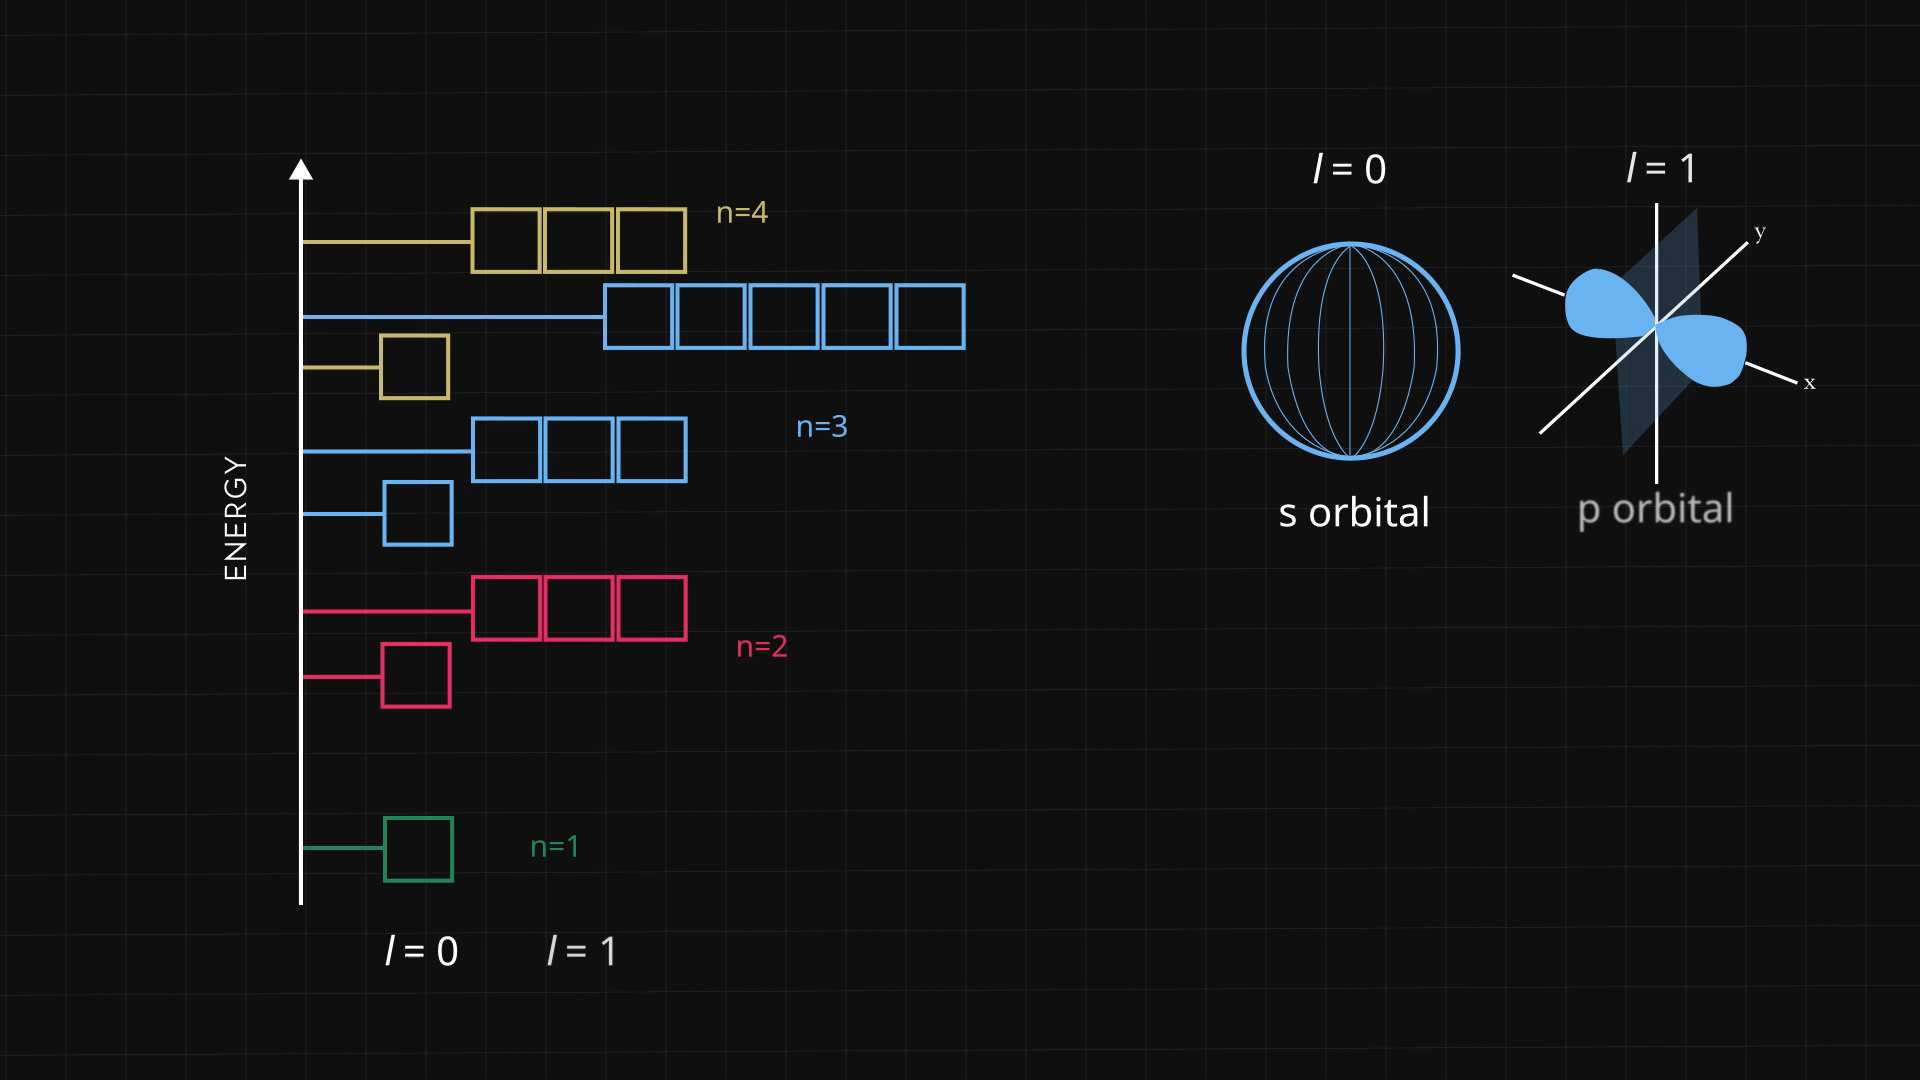 l = 0
l = 1
n=4
y
x
n=3
ENERGY
s orbital
p orbital
n=2
n=1
l = 0
l = 1